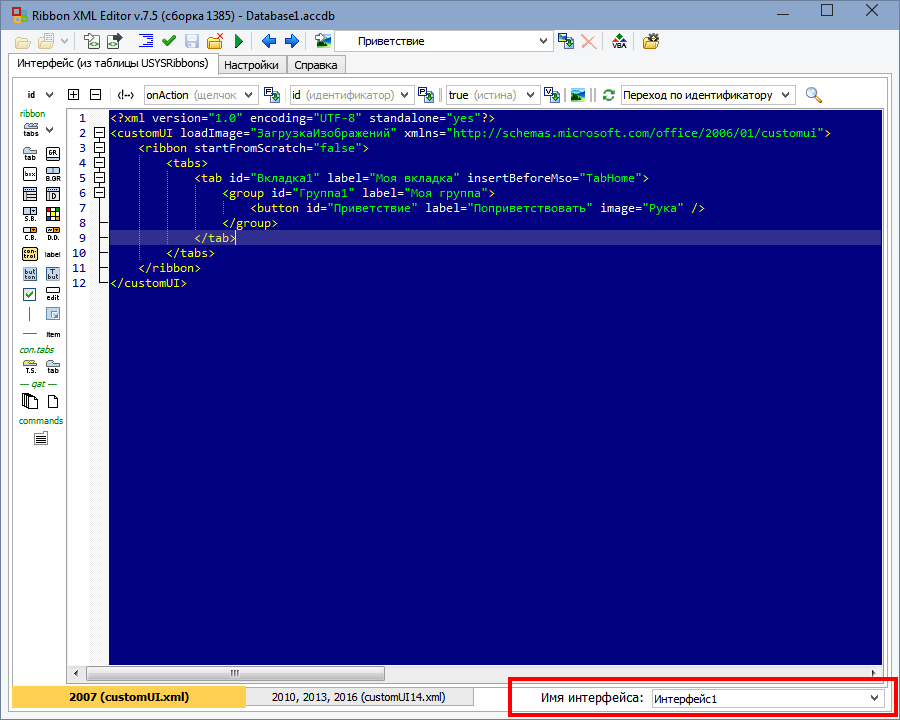 Ribbon XML Editor v.7.5 (сборка 1385) - Database1.accdb
Приветствие
VBA
Интерфейс (из таблицы USYSRibbons) Настройки Справка
id onAction (щелчок id (идентификатор) true (истина) Переход по идентификатору
ribbon
tabs
tab GR
box B.GR
D
S.B.
C.B. D.D.
con-trol label
but ton T but
edit
item
con.tabs
T.S. tab
--- qat ---
commands
1 <?xml version="1.0" encoding="UTF-8" standalone="yes"?>
2 <customUI loadImage="ЗагрузкаИзображений" xmlns="http://schemas.microsoft.com/office/2006/01/customui">
3 <ribbon startFromScratch="false">
4 <tabs>
5 <tab id="Вкладка1" label="Моя вкладка" insertBeforeMso="TabHome">
6 <group id="Группа1" label="Моя группа">
7 <button id="Приветствие" label="Поприветствовать" image="Рука" />
8 </group>
9 </tab>
10 </tabs>
11 </ribbon>
12 </customUI>
2007 (customUI.xml) 2010, 2013, 2016 (customUI14.xml) Имя интерфейса: Интерфейс1